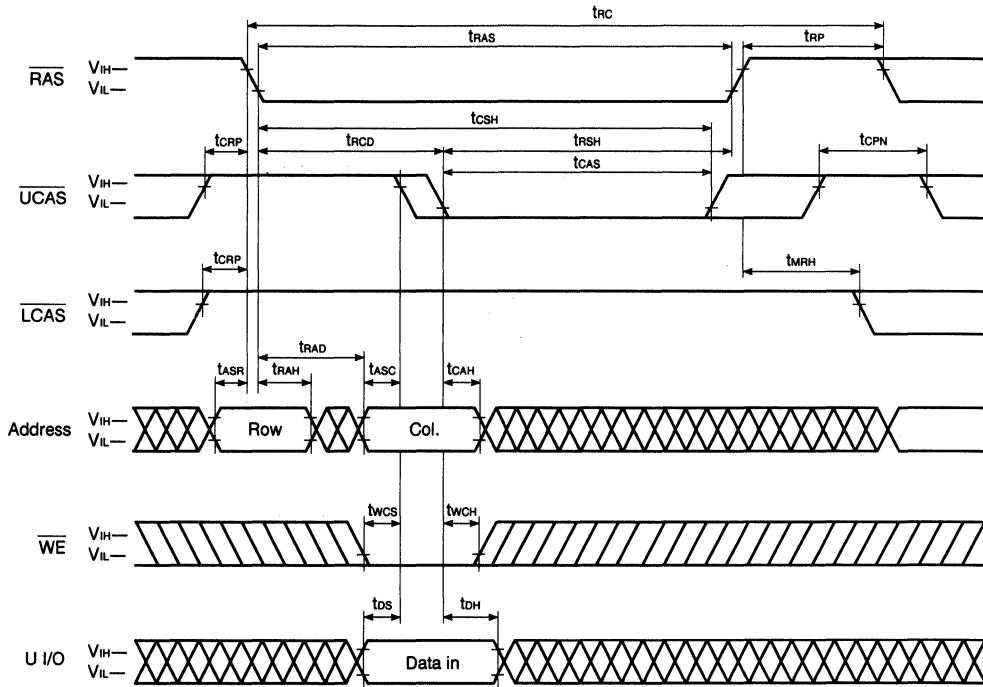 tRC
tRAS
tRP
RAS
VIH
VIL
tCSH
tCRP
tRCD
tRSH
tCPN
tCAS
UCAS
VIH
VIL
tCRP
tMRH
LCAS
VIH
VIL
tRAD
tASR
tRAH
tASC
tCAH
Address
VIH
VIL
Row
Col.
tWCS
tWCH
WE
VIH
VIL
tDS
tDH
U I/O
VIH
VIL
Data in